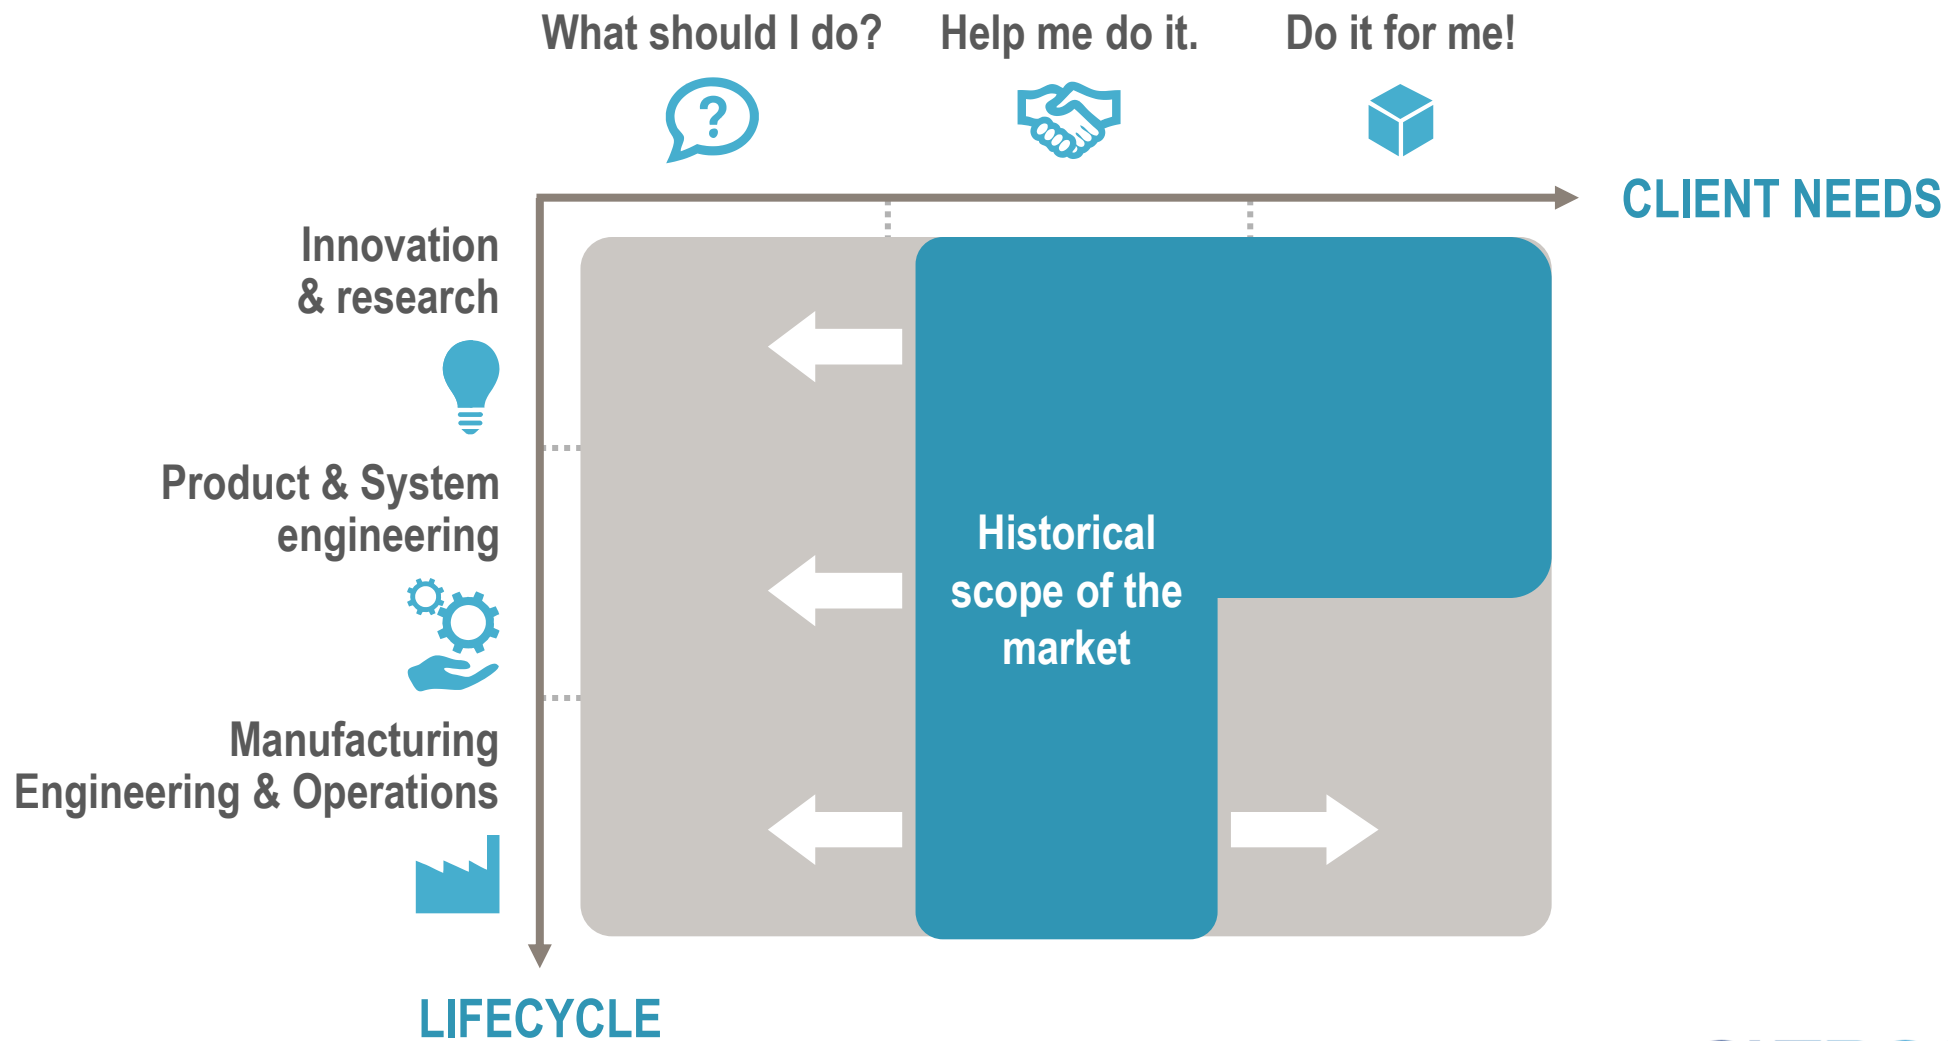 What should I do?
Help me do it.
Do it for me!
CLIENT NEEDS
Innovation
& research
Product & System
engineering
Historical
scope of the
market
Manufacturing
Engineering & Operations
LIFECYCLE